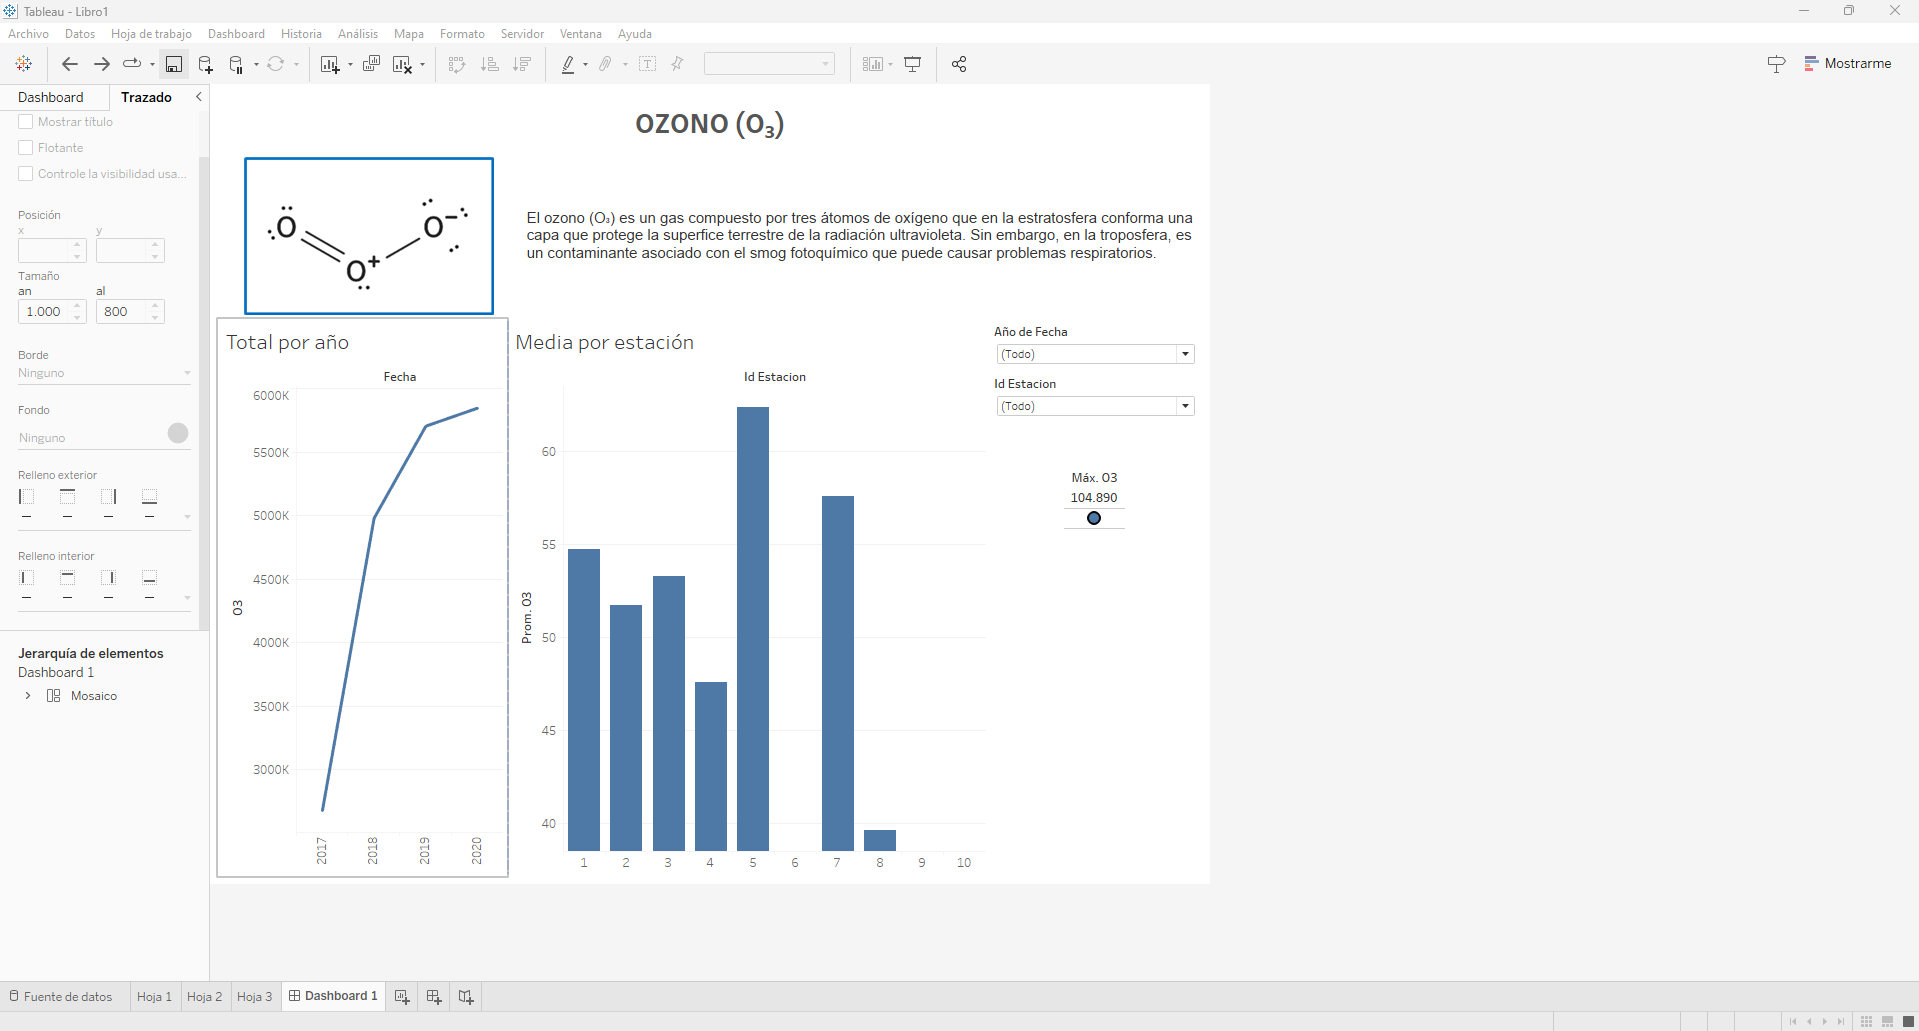 Tableau - Libro1
Archivo Datos Hoja de trabajo Dashboard Historia Análisis Mapa Formato Servidor Ventana Ayuda
Mostrarme
Dashboard Trazado
Mostrar título
Flotante
Controle la visibilidad usa...
Posición
x y
Tamaño
an al
1.000 800
Borde
Ninguno
Fondo
Ninguno
Relleno exterior
Relleno interior
Jerarquía de elementos
Dashboard 1
Mosaico
OZONO (O₃)
O O⁻
O⁺
El ozono (O₃) es un gas compuesto por tres átomos de oxígeno que en la estratosfera conforma una
capa que protege la superfice terrestre de la radiación ultravioleta. Sin embargo, en la troposfera, es
un contaminante asociado con el smog fotoquímico que puede causar problemas respiratorios.
Total por año
Fecha
6000K
5500K
5000K
4500K
4000K
3500K
3000K
O3
2017 2018 2019 2020
Media por estación
Id Estacion
60
55
50
45
40
Prom. O3
1 2 3 4 5 6 7 8 9 10
Año de Fecha
(Todo)
Id Estacion
(Todo)
Máx. O3
104.890
Fuente de datos Hoja 1 Hoja 2 Hoja 3 Dashboard 1